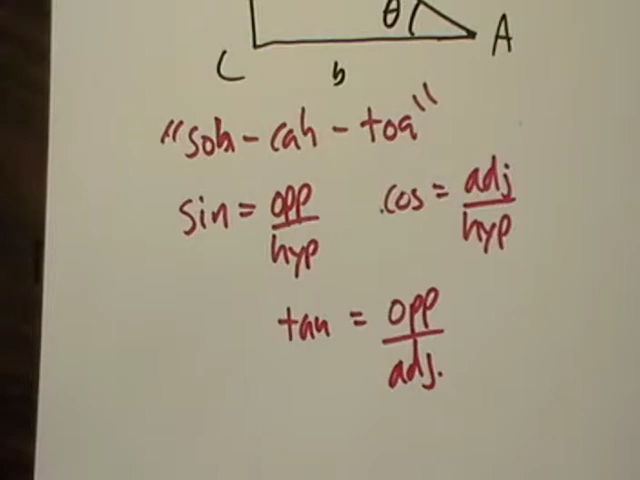 θ
C b A
"soh - cah - toa"
sin = opp/hyp cos = adj/hyp
tan = opp/adj.